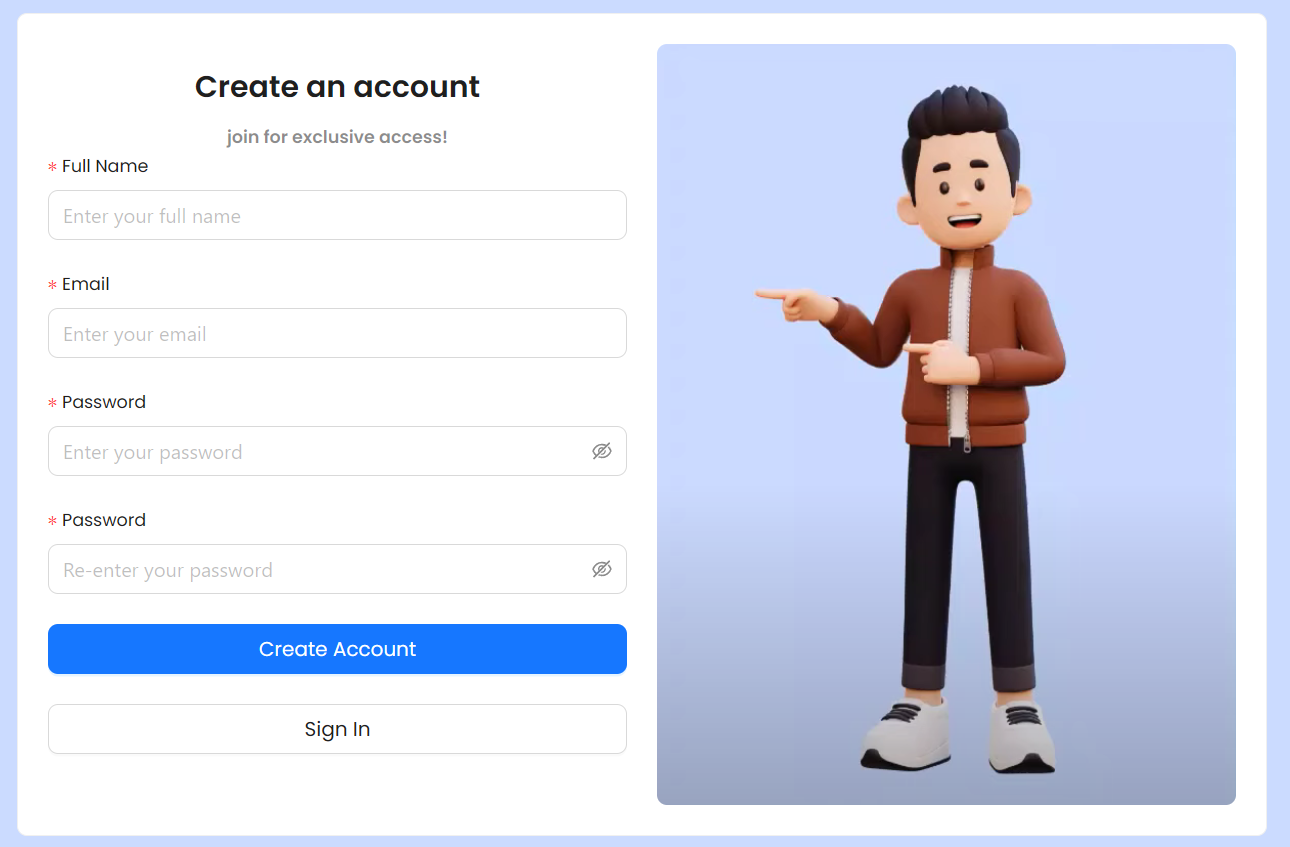 Create an account
join for exclusive access!
* Full Name
Enter your full name
* Email
Enter your email
* Password
Enter your password
* Password
Re-enter your password
Create Account
Sign In